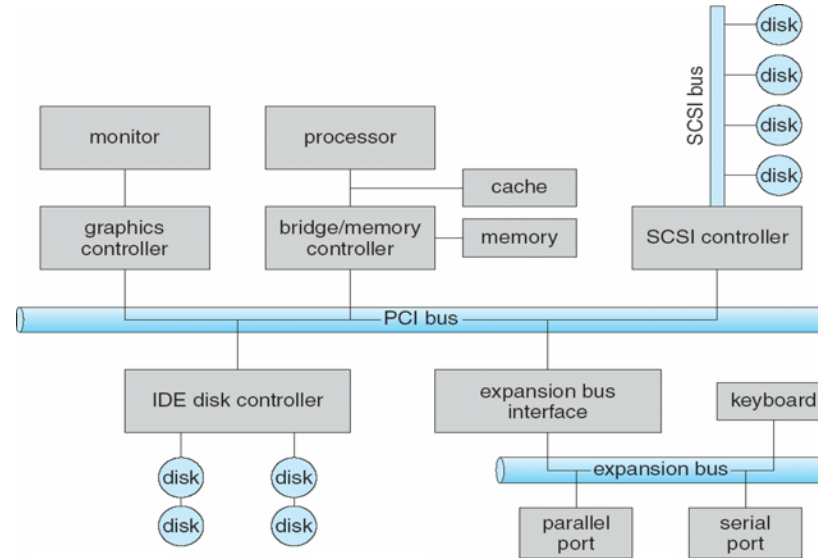 disk
disk
SCSI bus
disk
disk
monitor
processor
cache
graphics
controller
bridge/memory
controller
memory
SCSI controller
PCI bus
IDE disk controller
expansion bus
interface
keyboard
disk
disk
expansion bus
disk
disk
parallel
port
serial
port